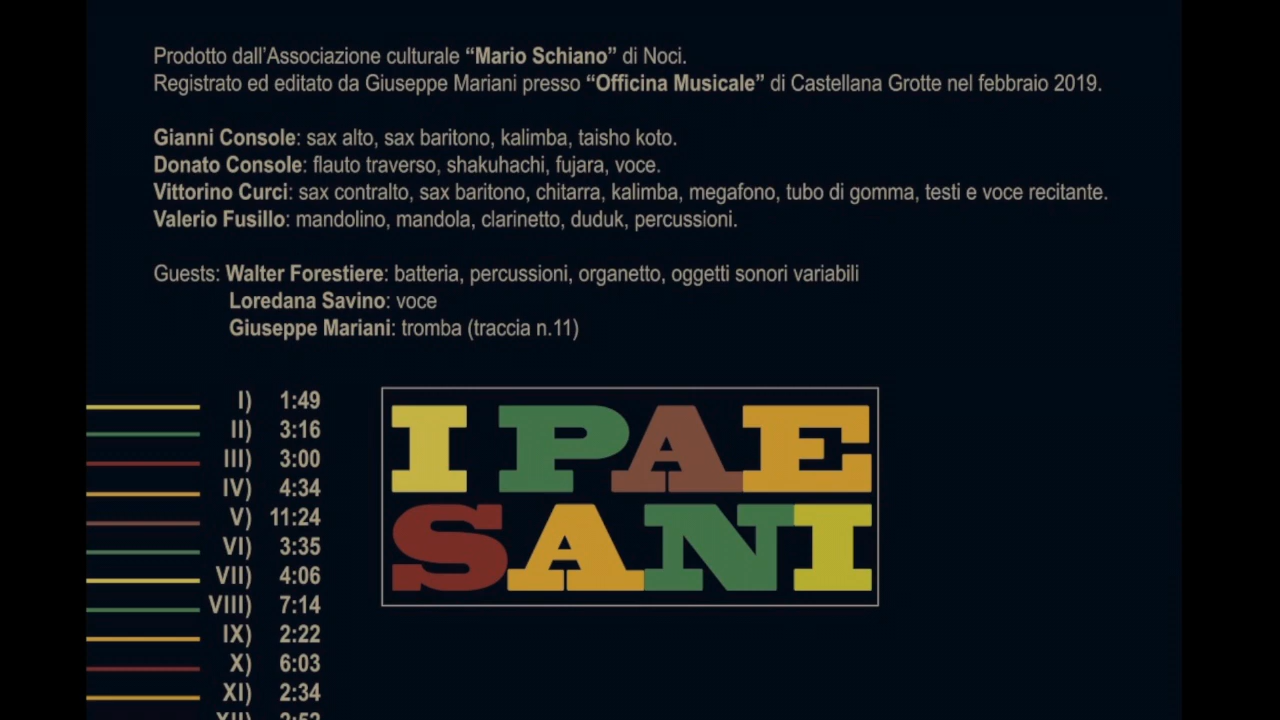 Prodotto dall'Associazione culturale “Mario Schiano” di Noci.
Registrato ed editato da Giuseppe Mariani presso “Officina Musicale” di Castellana Grotte nel febbraio 2019.
Gianni Console: sax alto, sax baritono, kalimba, taisho koto.
Donato Console: flauto traverso, shakuhachi, fujara, voce.
Vittorino Curci: sax contralto, sax baritono, chitarra, kalimba, megafono, tubo di gomma, testi e voce recitante.
Valerio Fusillo: mandolino, mandola, clarinetto, duduk, percussioni.
Guests: Walter Forestiere: batteria, percussioni, organetto, oggetti sonori variabili
Loredana Savino: voce
Giuseppe Mariani: tromba (traccia n.11)
I) 1:49
II) 3:16
III) 3:00
IV) 4:34
V) 11:24
VI) 3:35
VII) 4:06
VIII) 7:14
IX) 2:22
X) 6:03
XI) 2:34
I PAE
SANI